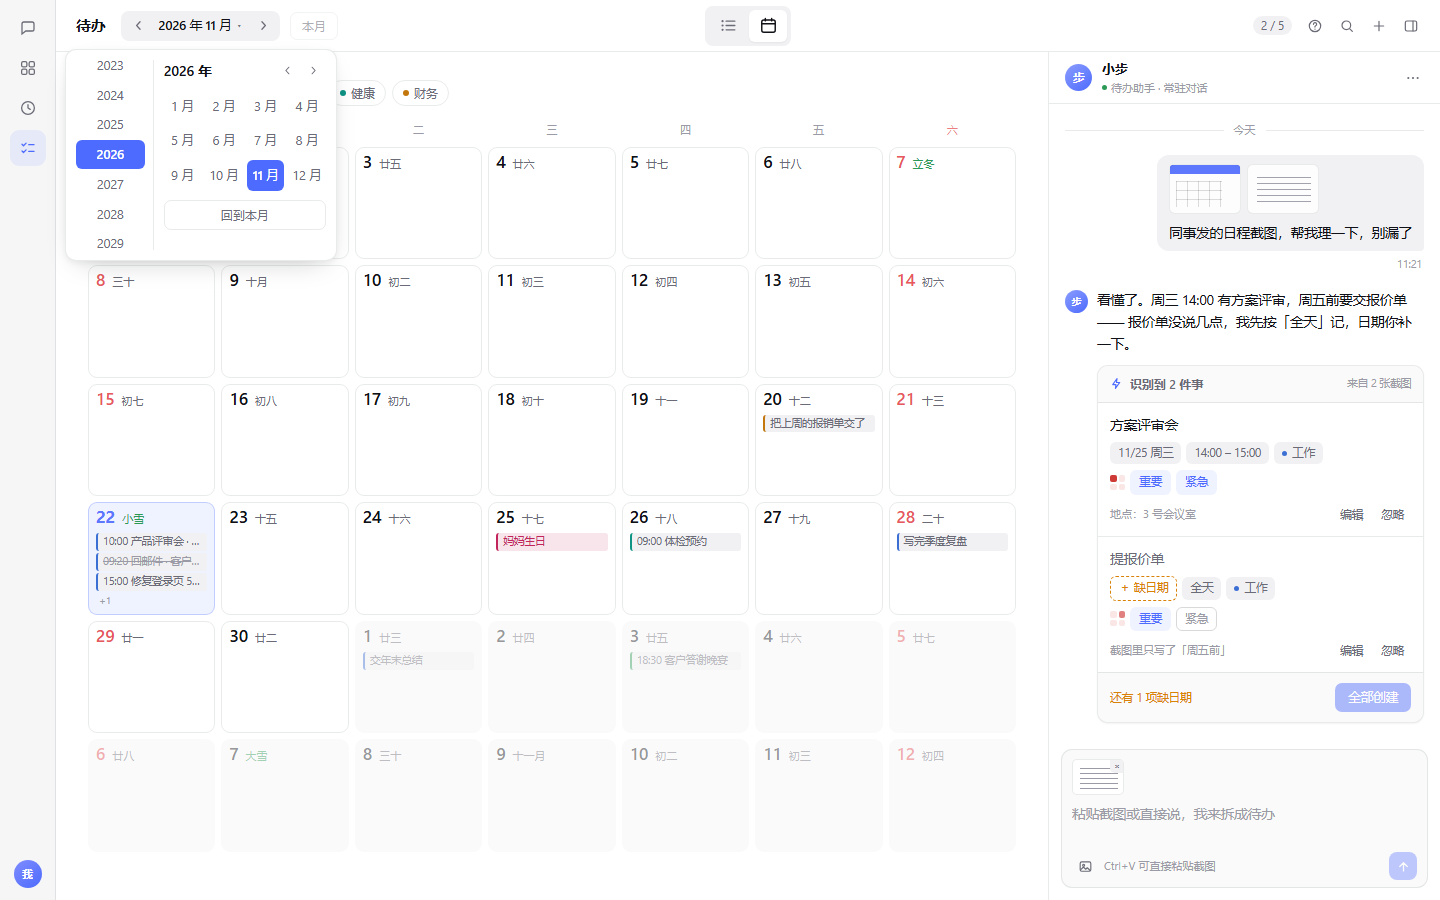 待办
2026 年 11 月
本月
2 / 5
2023
2024
2025
2026
2027
2028
2029
2026 年
1 月 2 月 3 月 4 月
5 月 6 月 7 月 8 月
9 月 10 月 11 月 12 月
回到本月
健康
财务
二 三 四 五 六
3 廿五
4 廿六
5 廿七
6 廿八
7 立冬
8 三十
9 十月
10 初二
11 初三
12 初四
13 初五
14 初六
15 初七
16 初八
17 初九
18 初十
19 十一
20 十二
把上周的报销单交了
21 十三
22 小雪
10:00 产品评审会 · ...
09:20 回邮件 · 客户...
15:00 修复登录页 5...
+1
23 十五
24 十六
25 十七
妈妈生日
26 十八
09:00 体检预约
27 十九
28 二十
写完季度复盘
29 廿一
30 廿二
1 廿三
交年末总结
2 廿四
3 廿五
18:30 客户答谢晚宴
4 廿六
5 廿七
6 廿八
7 大雪
8 三十
9 十一月
10 初二
11 初三
12 初四
我
步
小步
待办助手 · 常驻对话
今天
同事发的日程截图，帮我理一下，别漏了
11:21
步
看懂了。周三 14:00 有方案评审，周五前要交报价单
—— 报价单没说几点，我先按「全天」记，日期你补
一下。
识别到 2 件事
来自 2 张截图
方案评审会
11/25 周三
14:00 – 15:00
工作
重要
紧急
地点：3 号会议室
编辑
忽略
提报价单
+ 缺日期
全天
工作
重要
紧急
截图里只写了「周五前」
编辑
忽略
还有 1 项缺日期
全部创建
×
粘贴截图或直接说，我来拆成待办
Ctrl+V 可直接粘贴截图